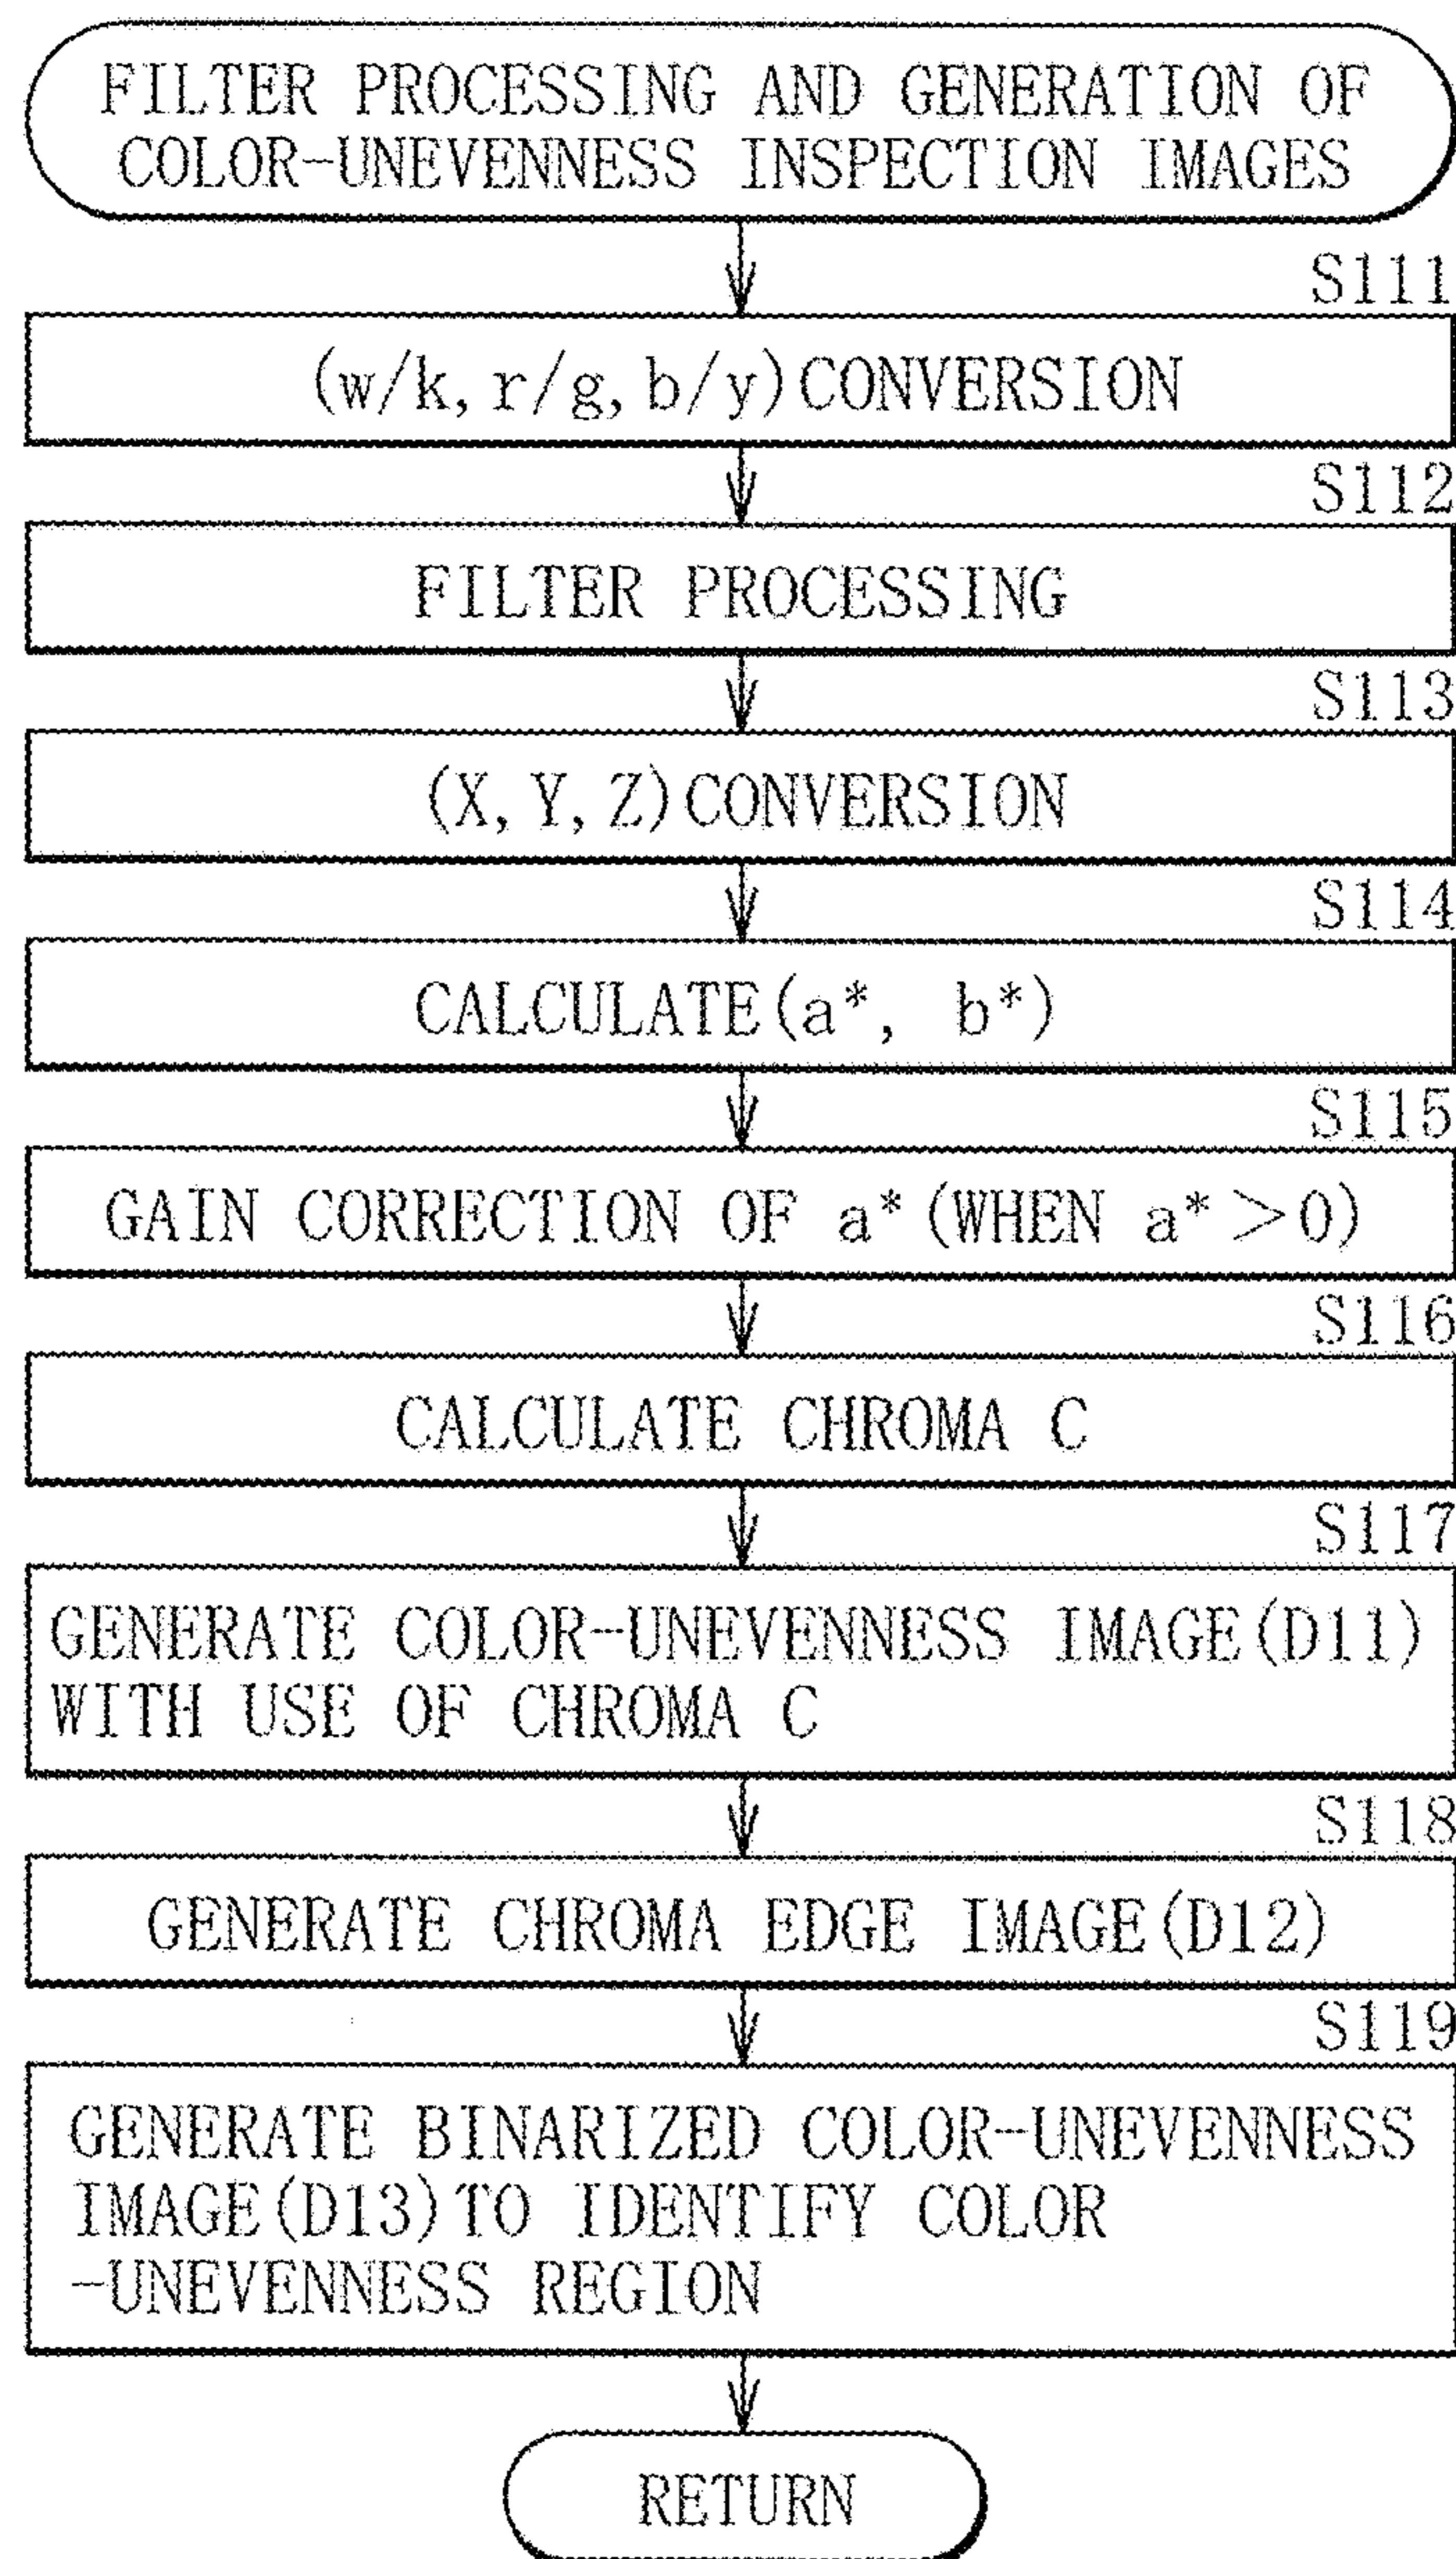 FILTER PROCESSING AND GENERATION OF
COLOR-UNEVENNESS INSPECTION IMAGES
S111
(w/k, r/g, b/y)CONVERSION
S112
FILTER PROCESSING
S113
(X, Y, Z)CONVERSION
S114
CALCULATE(a*, b*)
S115
GAIN CORRECTION OF a*(WHEN a*>0)
S116
CALCULATE CHROMA C
S117
GENERATE COLOR-UNEVENNESS IMAGE(D11)
WITH USE OF CHROMA C
S118
GENERATE CHROMA EDGE IMAGE(D12)
S119
GENERATE BINARIZED COLOR-UNEVENNESS
IMAGE(D13)TO IDENTIFY COLOR
-UNEVENNESS REGION
RETURN